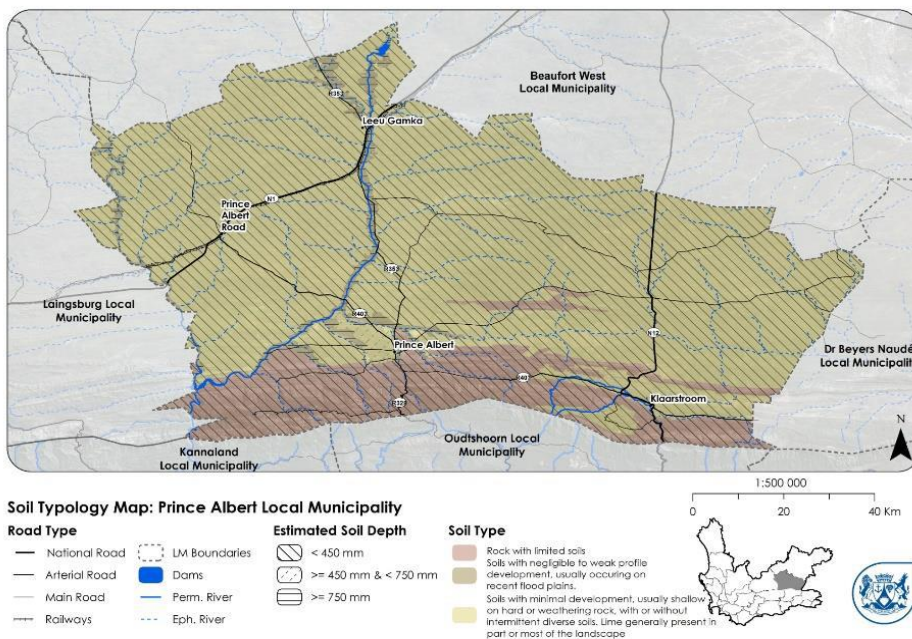 Beaufort West
Local Municipality
Leeu Gamka
Prince
Albert
Road
N1
Laingsburg Local
Municipality
Prince Albert
N12
Dr Beyers Naudé
Local Municipality
Klaarstroom
Kannaland
Local Municipality
Oudtshoorn Local
Municipality
N
1:500 000
0 20 40 Km
Soil Typology Map: Prince Albert Local Municipality
Road Type
National Road
Arterial Road
Main Road
Railways
LM Boundaries
Dams
Perm. River
Eph. River
Estimated Soil Depth
< 450 mm
>= 450 mm & < 750 mm
>= 750 mm
Soil Type
Rock with limited soils
Soils with negligible to weak profile
development, usually occuring on
recent flood plains.
Soils with minimal development, usually shallow
on hard or weathering rock, with or without
intermittent diverse soils. Lime generally present in
part or most of the landscape